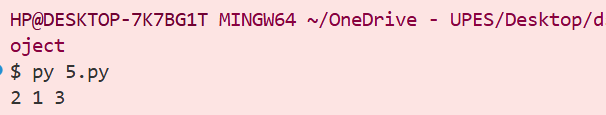 HP@DESKTOP-7K7BG1T MINGW64 ~/OneDrive - UPES/Desktop/d
oject
$ py 5.py
2 1 3